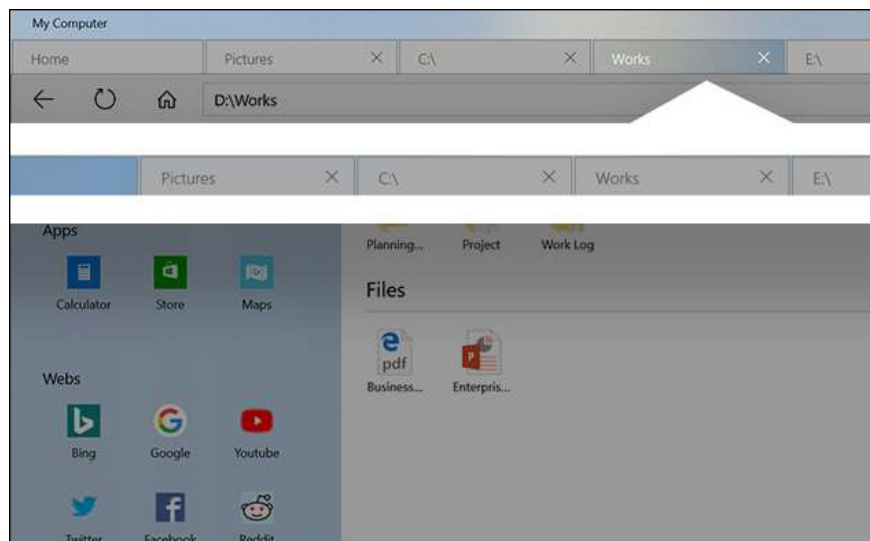 My Computer
Home Pictures C:\ Works E:\
D:\Works
Pictures C:\ Works E:\
Apps
Planning... Project Work Log
Calculator Store Maps
Files
pdf
Business... Enterpris...
Webs
Bing Google Youtube
Twitter Facebook Reddit